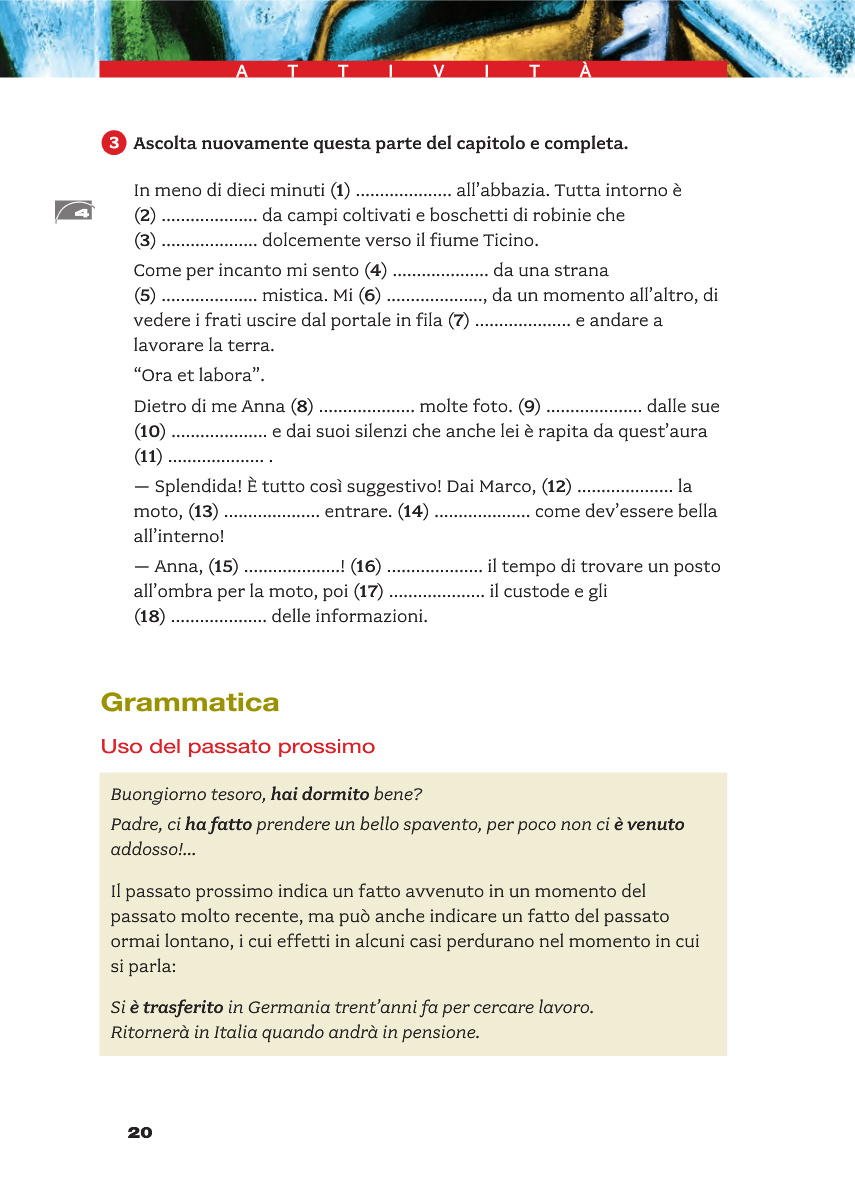 ATTIVITÀ
3 Ascolta nuovamente questa parte del capitolo e completa.
In meno di dieci minuti (1) .................... all’abbazia. Tutta intorno è
4
(2) .................... da campi coltivati e boschetti di robinie che
(3) .................... dolcemente verso il fiume Ticino.
Come per incanto mi sento (4) .................... da una strana
(5) .................... mistica. Mi (6) ...................., da un momento all’altro, di
vedere i frati uscire dal portale in fila (7) .................... e andare a
lavorare la terra.
“Ora et labora”.
Dietro di me Anna (8) .................... molte foto. (9) .................... dalle sue
(10) .................... e dai suoi silenzi che anche lei è rapita da quest’aura
(11) .................... .
— Splendida! È tutto così suggestivo! Dai Marco, (12) .................... la
moto, (13) .................... entrare. (14) .................... come dev’essere bella
all’interno!
— Anna, (15) ....................! (16) .................... il tempo di trovare un posto
all’ombra per la moto, poi (17) .................... il custode e gli
(18) .................... delle informazioni.
Grammatica
Uso del passato prossimo
Buongiorno tesoro, hai dormito bene?
Padre, ci ha fatto prendere un bello spavento, per poco non ci è venuto
addosso!...
Il passato prossimo indica un fatto avvenuto in un momento del
passato molto recente, ma può anche indicare un fatto del passato
ormai lontano, i cui effetti in alcuni casi perdurano nel momento in cui
si parla:
Si è trasferito in Germania trent’anni fa per cercare lavoro.
Ritornerà in Italia quando andrà in pensione.
20